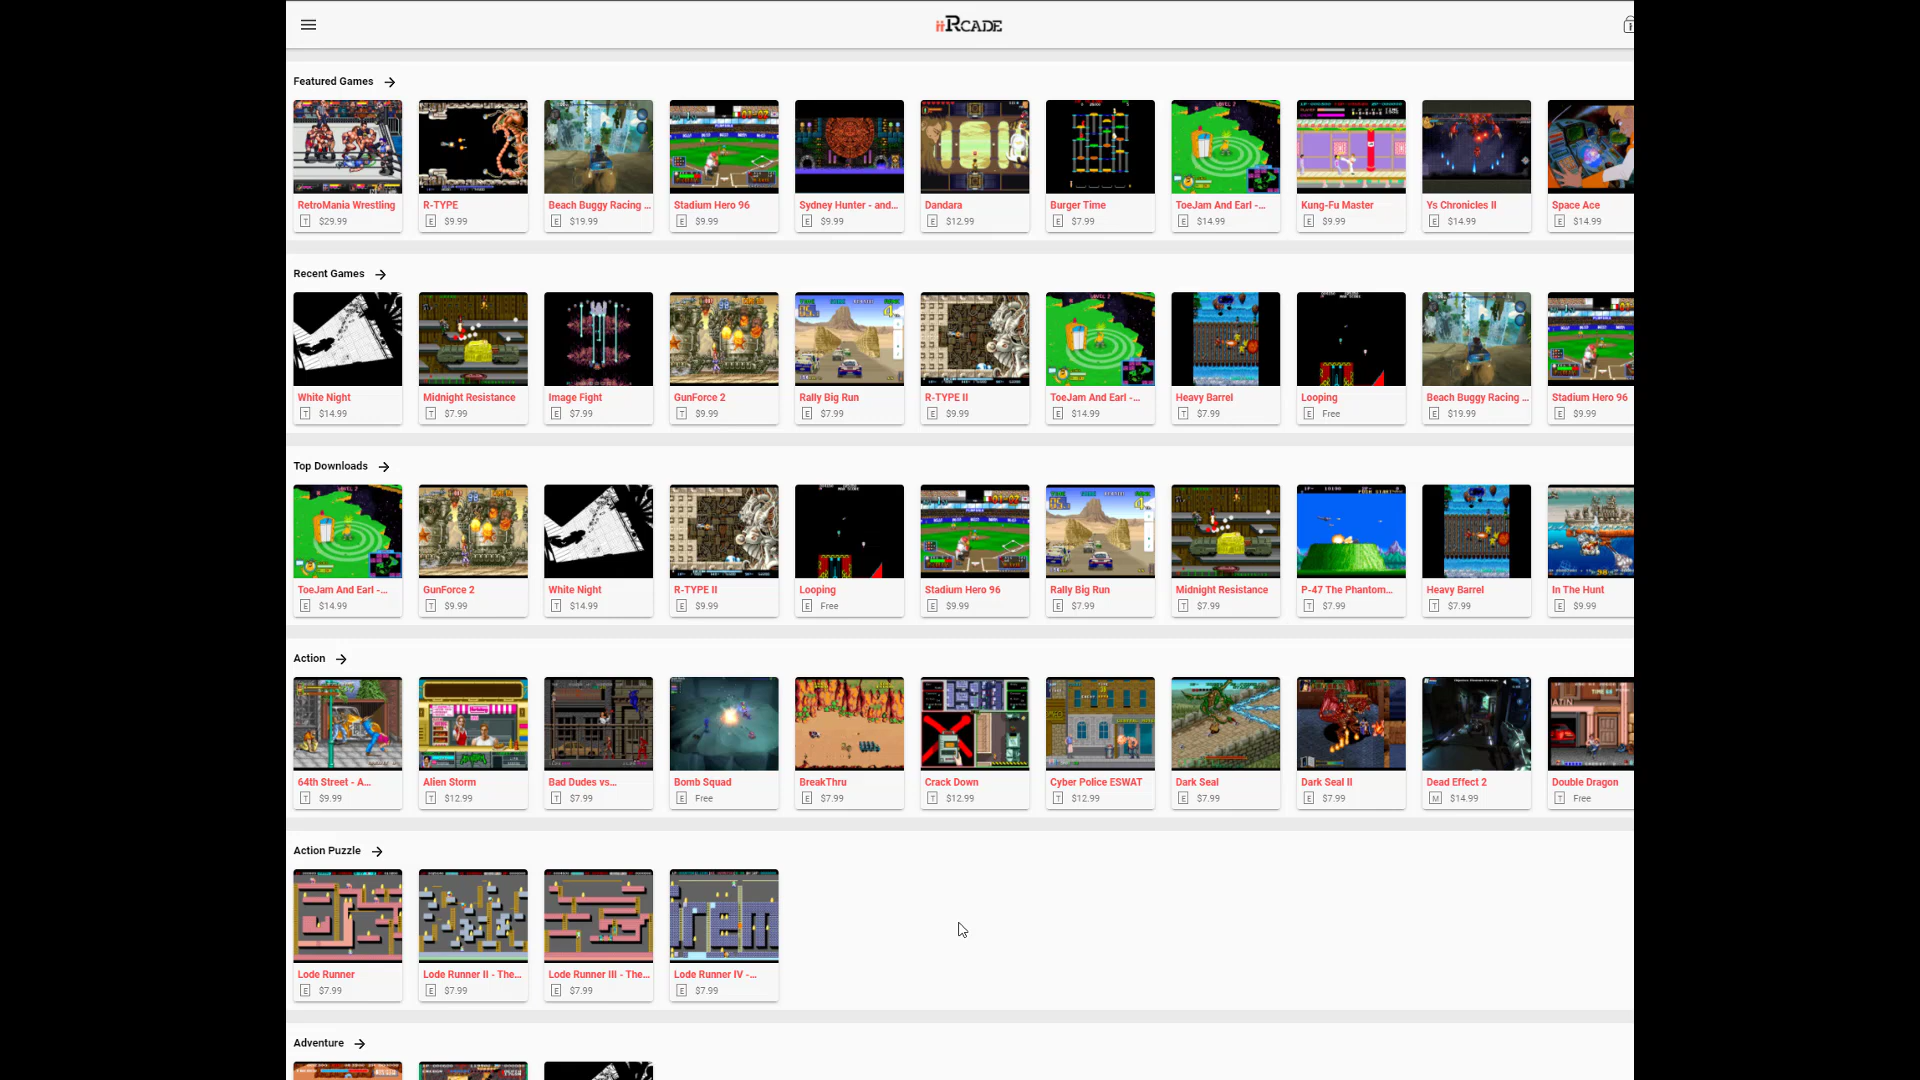 iiRCADE
Featured Games
RetroMania Wrestling
T $29.99
R-TYPE
E $9.99
Beach Buggy Racing ...
E $19.99
Stadium Hero 96
E $9.99
Sydney Hunter - and...
E $9.99
Dandara
E $12.99
Burger Time
E $7.99
ToeJam And Earl -...
E $14.99
Kung-Fu Master
E $9.99
Ys Chronicles II
E $14.99
Space Ace
E $14.99
Recent Games
White Night
T $14.99
Midnight Resistance
T $7.99
Image Fight
E $7.99
GunForce 2
T $9.99
Rally Big Run
E $7.99
R-TYPE II
E $9.99
ToeJam And Earl -...
E $14.99
Heavy Barrel
T $7.99
Looping
E Free
Beach Buggy Racing ...
E $19.99
Stadium Hero 96
E $9.99
Top Downloads
ToeJam And Earl -...
E $14.99
GunForce 2
T $9.99
White Night
T $14.99
R-TYPE II
E $9.99
Looping
E Free
Stadium Hero 96
E $9.99
Rally Big Run
E $7.99
Midnight Resistance
T $7.99
P-47 The Phantom...
T $7.99
Heavy Barrel
T $7.99
In The Hunt
E $9.99
Action
64th Street - A...
T $9.99
Alien Storm
T $12.99
Bad Dudes vs...
T $7.99
Bomb Squad
E Free
BreakThru
E $7.99
Crack Down
T $12.99
Cyber Police ESWAT
T $12.99
Dark Seal
E $7.99
Dark Seal II
E $7.99
Dead Effect 2
M $14.99
Double Dragon
T Free
Action Puzzle
Lode Runner
E $7.99
Lode Runner II - The...
E $7.99
Lode Runner III - The...
E $7.99
Lode Runner IV -...
E $7.99
Adventure